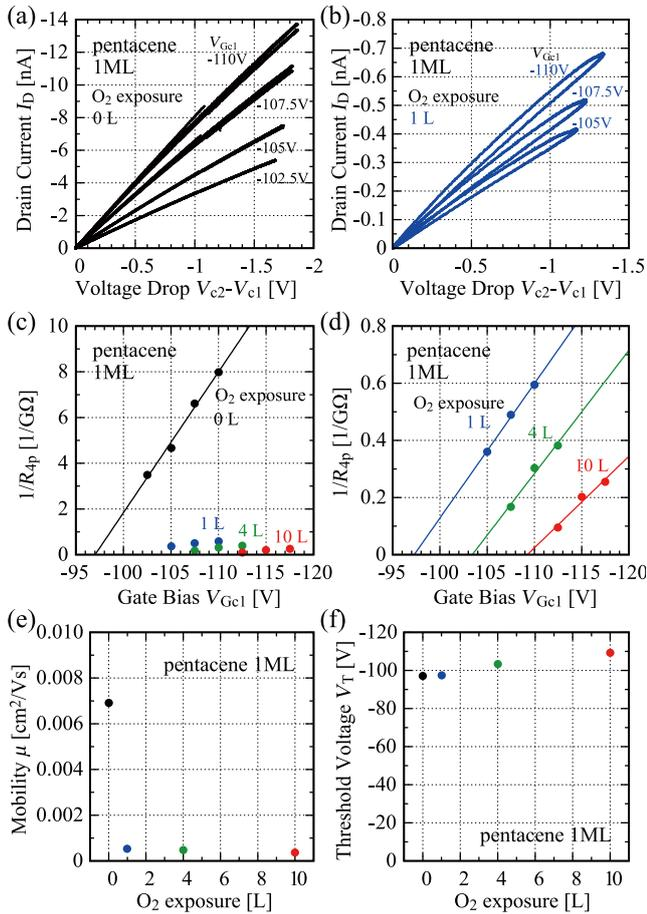 (a)
-14
-12
-10
-8
-6
-4
-2
0
Drain Current I_D [nA]
pentacene
1ML
O₂ exposure
0 L
V_Gc1
-110V
-107.5V
-105V
-102.5V
0 -0.5 -1 -1.5 -2
Voltage Drop V_c2-V_c1 [V]
(b)
-0.8
-0.7
-0.6
-0.5
-0.4
-0.3
-0.2
-0.1
0
Drain Current I_D [nA]
pentacene
1ML
O₂ exposure
1 L
V_Gc1
-110V
-107.5V
-105V
0 -0.5 -1 -1.5
Voltage Drop V_c2-V_c1 [V]
(c)
10
8
6
4
2
0
1/R_4p [1/GΩ]
pentacene
1ML
O₂ exposure
0 L
1 L
4 L
10 L
-95 -100 -105 -110 -115 -120
Gate Bias V_Gc1 [V]
(d)
0.8
0.6
0.4
0.2
0
1/R_4p [1/GΩ]
pentacene
1ML
O₂ exposure
1 L
4 L
10 L
-95 -100 -105 -110 -115 -120
Gate Bias V_Gc1 [V]
(e)
0.010
0.008
0.006
0.004
0.002
0
Mobility μ [cm²/Vs]
pentacene 1ML
0 2 4 6 8 10
O₂ exposure [L]
(f)
-120
-100
-80
-60
-40
-20
-0
Threshold Voltage V_T [V]
pentacene 1ML
0 2 4 6 8 10
O₂ exposure [L]